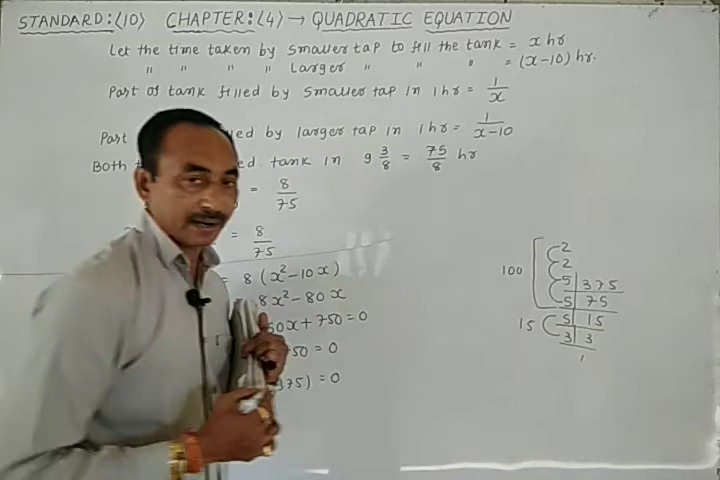 STANDARD:(10) CHAPTER:(4) → QUADRATIC EQUATION
Let the time taken by smaller tap to fill the tank = x hr
" " " " Larger " " " = (x-10) hr.
Part of tank filled by smaller tap in 1 hr = 1/x
Part by larger tap in 1 hr = 1/(x-10)
Both tank in 9 3/8 = 75/8 hr
= 8/75
= 8/75
= 8 (x²-10x)
8x²-80x
50x+750=0
50 = 0
375) = 0
2
2
100 5 | 375
5 | 75
15 5 | 15
3 | 3
1